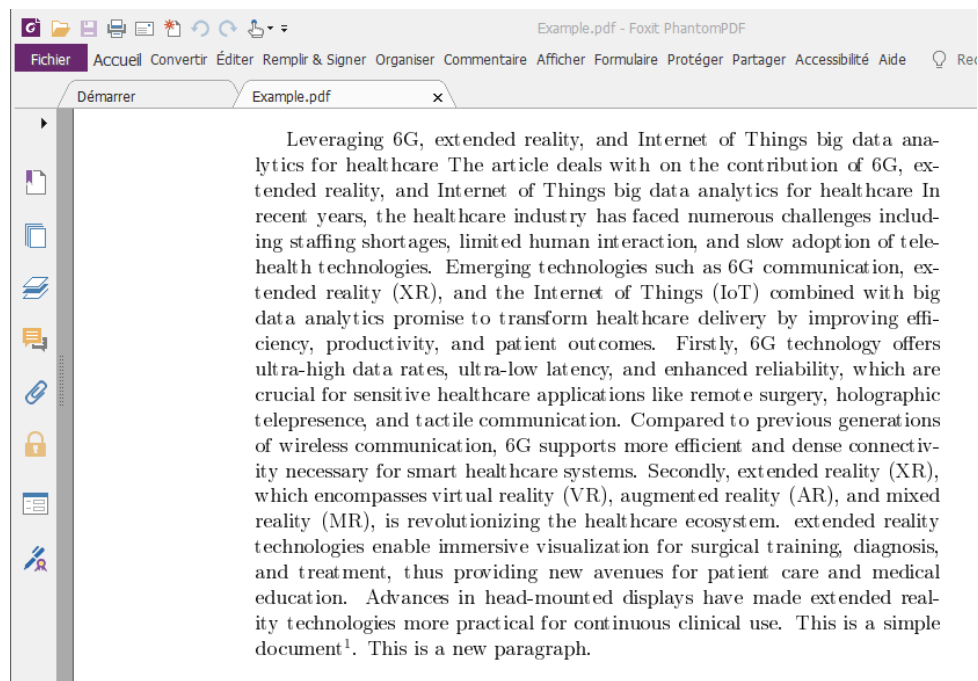 Example.pdf - Foxit PhantomPDF
Fichier Accueil Convertir Éditer Remplir & Signer Organiser Commentaire Afficher Formulaire Protéger Partager Accessibilité Aide Rec
Démarrer Example.pdf x
Leveraging 6G, extended reality, and Internet of Things big data ana-
lytics for healthcare The article deals with on the contribution of 6G, ex-
tended reality, and Internet of Things big data analytics for healthcare In
recent years, the healthcare industry has faced numerous challenges includ-
ing staffing shortages, limited human interaction, and slow adoption of tele-
health technologies. Emerging technologies such as 6G communication, ex-
tended reality (XR), and the Internet of Things (IoT) combined with big
data analytics promise to transform healthcare delivery by improving effi-
ciency, productivity, and patient outcomes. Firstly, 6G technology offers
ultra-high data rates, ultra-low latency, and enhanced reliability, which are
crucial for sensitive healthcare applications like remote surgery, holographic
telepresence, and tactile communication. Compared to previous generations
of wireless communication, 6G supports more efficient and dense connectiv-
ity necessary for smart healthcare systems. Secondly, extended reality (XR),
which encompasses virtual reality (VR), augmented reality (AR), and mixed
reality (MR), is revolutionizing the healthcare ecosystem. extended reality
technologies enable immersive visualization for surgical training, diagnosis,
and treatment, thus providing new avenues for patient care and medical
education. Advances in head-mounted displays have made extended real-
ity technologies more practical for continuous clinical use. This is a simple
document¹. This is a new paragraph.